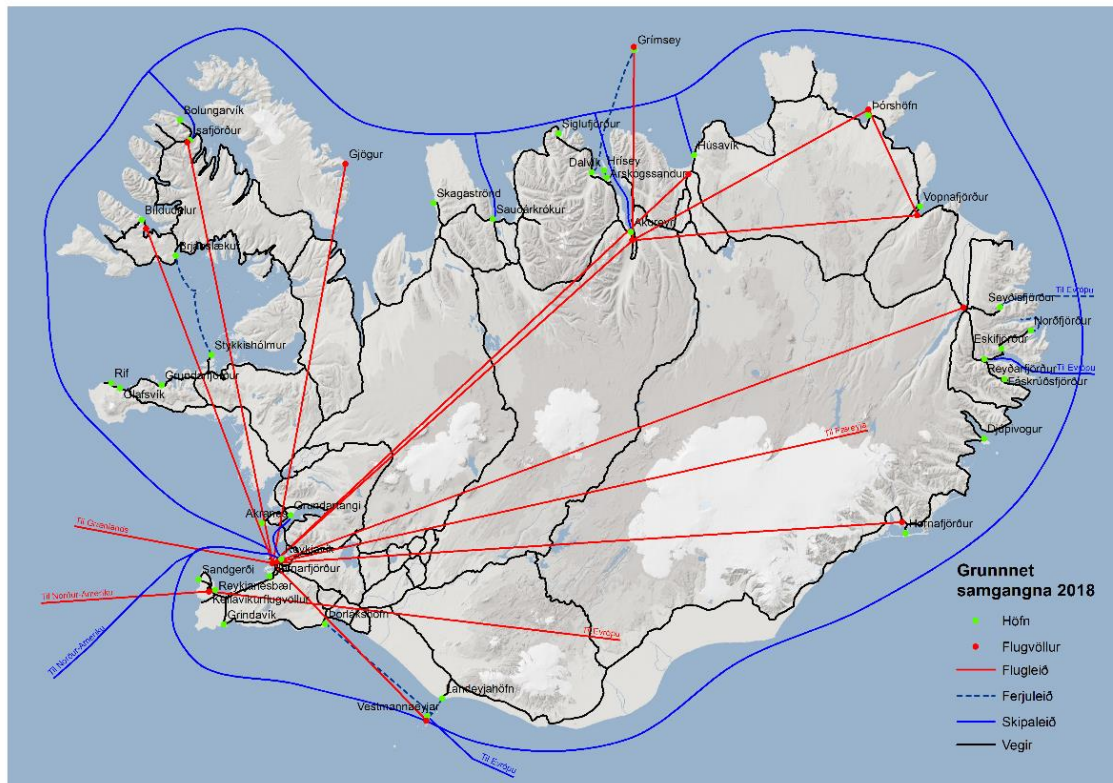 Grímsey
Bolungarvík
Ísafjörður
Siglufjörður
Þórshöfn
Gjögur
Húsavík
Dalvík
Hrísey
Árskógssandur
Skagaströnd
Sauðárkrókur
Vopnafjörður
Bíldudalur
Akureyri
Brjánslækur
Til Evrópu
Seyðisfjörður
Norðfjörður
Stykkishólmur
Eskifjörður
Rif
Grundarfjörður
Reyðarfjörður
Til Evrópu
Ólafsvík
Fáskrúðsfjörður
Til Færeyja
Djúpivogur
Grundartangi
Akranes
Hornafjörður
Til Grænlands
Reykjavík
Hafnarfjörður
Sandgerði
Reykjanesbær
Keflavíkurflugvöllur
Til Norður-Ameríku
Grindavík
Þorlákshöfn
Til Evrópu
Til Norður-Ameríku
Landeyjahöfn
Vestmannaeyjar
Til Evrópu
Grunnnet
samgangna 2018
Höfn
Flugvöllur
Flugleið
Ferjuleið
Skipaleið
Vegir